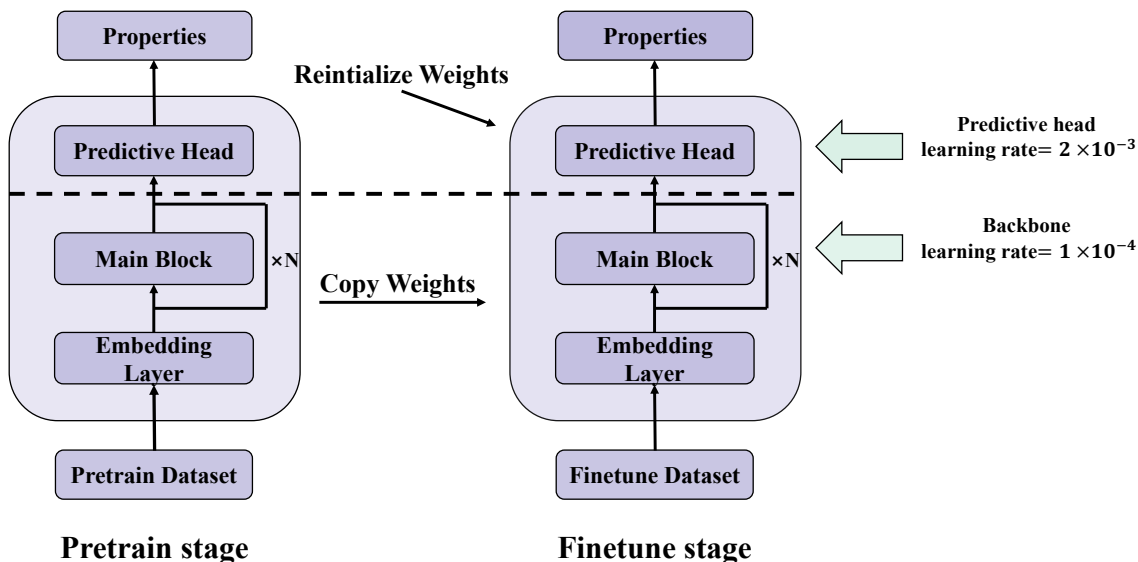 Properties
Properties
Reintialize Weights
Predictive Head
Predictive Head
Predictive head
learning rate= 2 ×10⁻³
Main Block
×N
Main Block
×N
Backbone
learning rate= 1 ×10⁻⁴
Copy Weights
Embedding
Layer
Embedding
Layer
Pretrain Dataset
Finetune Dataset
Pretrain stage
Finetune stage